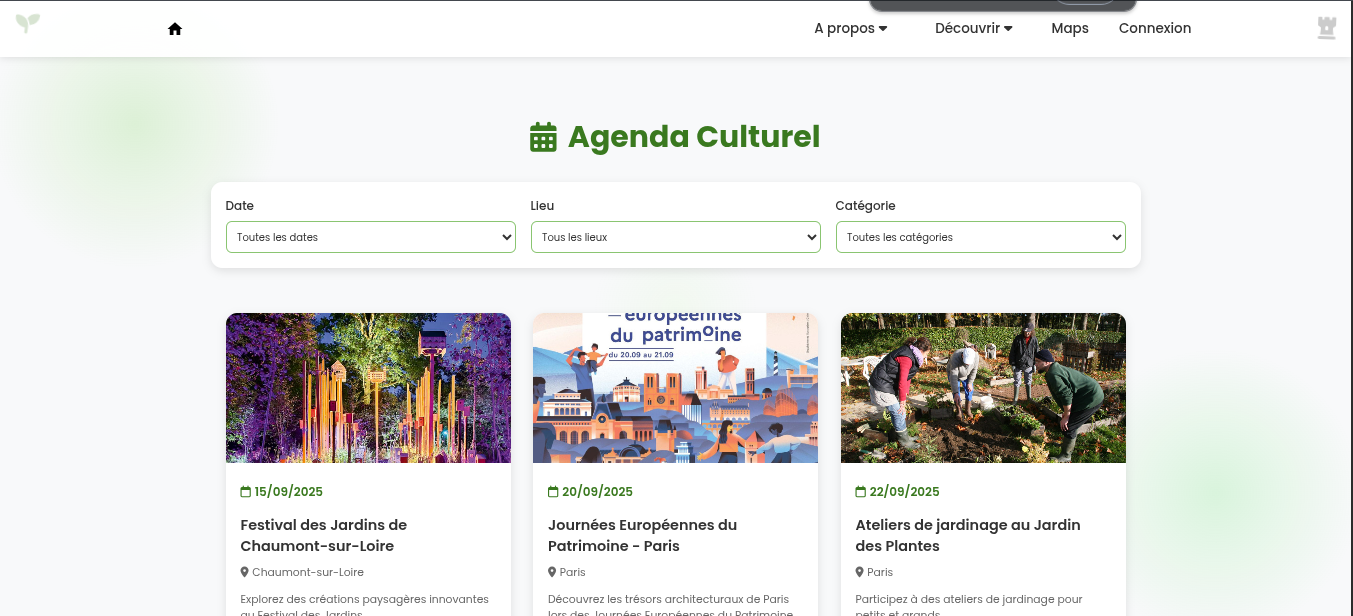 A propos
Découvrir
Maps
Connexion
Agenda Culturel
Date
Lieu
Catégorie
Toutes les dates
Tous les lieux
Toutes les catégories
européennes
du patrimoine
du 20.09 au 21.09
15/09/2025
Festival des Jardins de
Chaumont-sur-Loire
Chaumont-sur-Loire
Explorez des créations paysagères innovantes
au Festival des Jardins
20/09/2025
Journées Européennes du
Patrimoine - Paris
Paris
Découvrez les trésors architecturaux de Paris
lors des Journées Européennes du Patrimoine
22/09/2025
Ateliers de jardinage au Jardin
des Plantes
Paris
Participez à des ateliers de jardinage pour
petits et grands